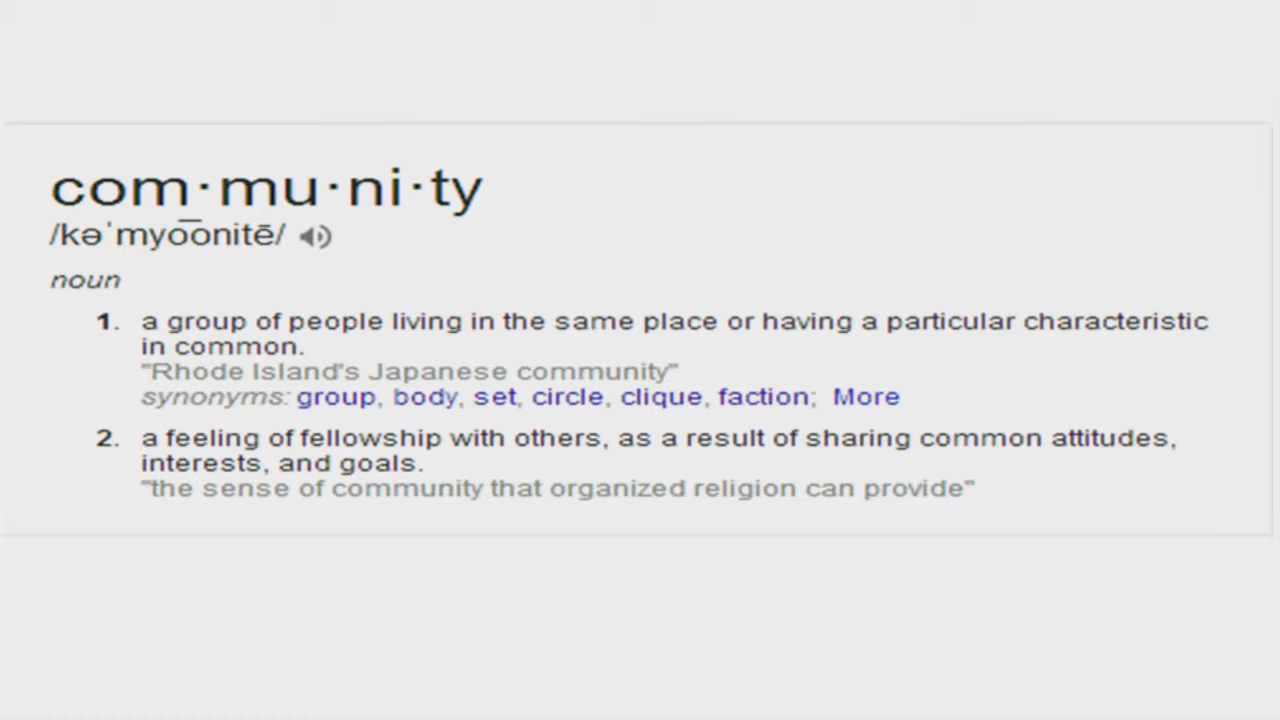 com·mu·ni·ty
/kəˈmyo͞onitē/
noun
1. a group of people living in the same place or having a particular characteristic
in common.
"Rhode Island's Japanese community"
synonyms: group, body, set, circle, clique, faction; More
2. a feeling of fellowship with others, as a result of sharing common attitudes,
interests, and goals.
"the sense of community that organized religion can provide"